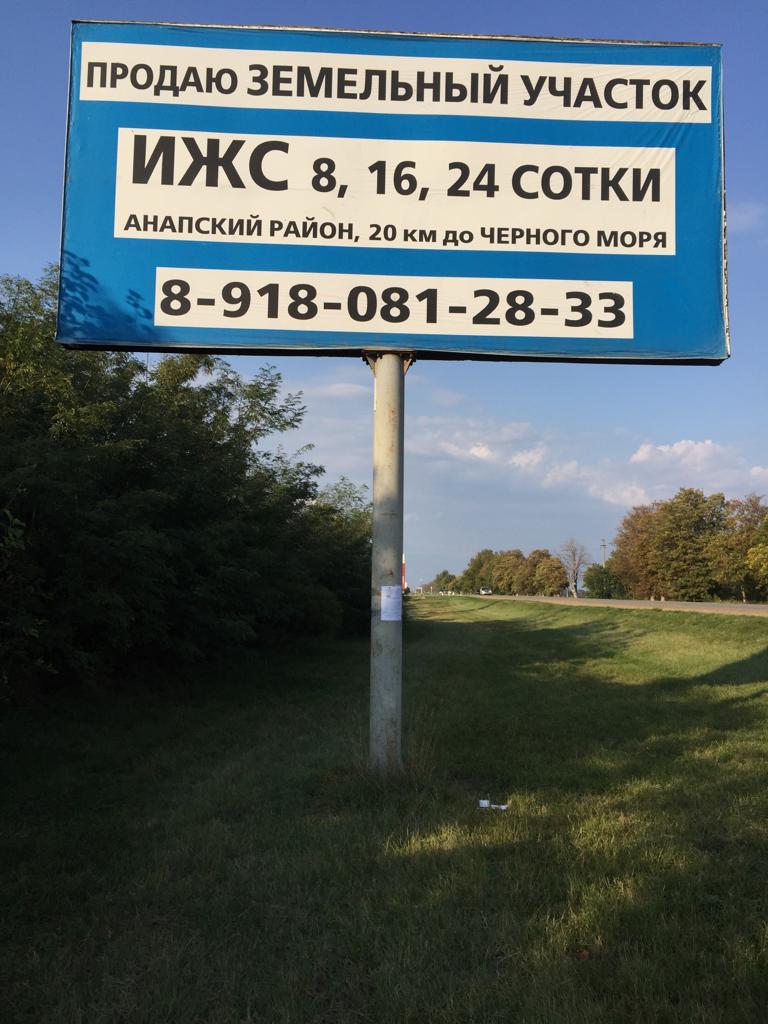 ПРОДАЮ ЗЕМЕЛЬНЫЙ УЧАСТОК
ИЖС 8, 16, 24 СОТКИ
АНАПСКИЙ РАЙОН, 20 км до ЧЕРНОГО МОРЯ
8-918-081-28-33